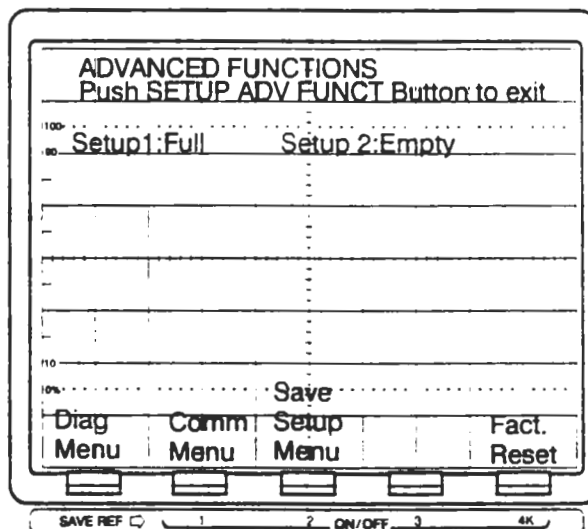 ADVANCED FUNCTIONS
Push SETUP ADV FUNCT Button to exit
100
90 Setup1:Full Setup 2:Empty
10
0%
Save
Diag Comm Setup Fact.
Menu Menu Menu Reset
SAVE REF 1 2 ON/OFF 3 4K